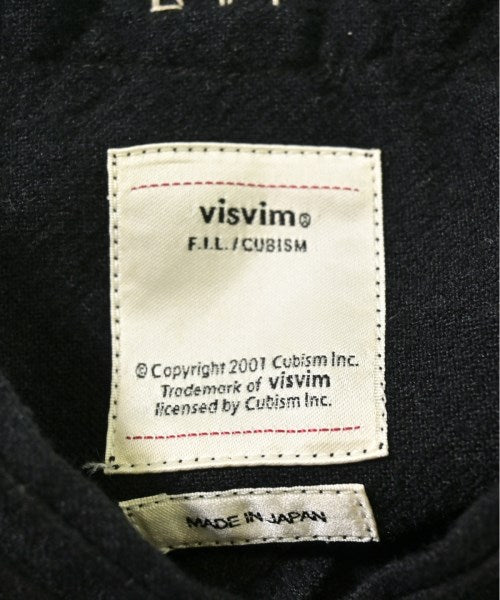 visvim®
F.I.L./CUBISM
© Copyright 2001 Cubism Inc.
Trademark of visvim
licensed by Cubism Inc.
MADE IN JAPAN